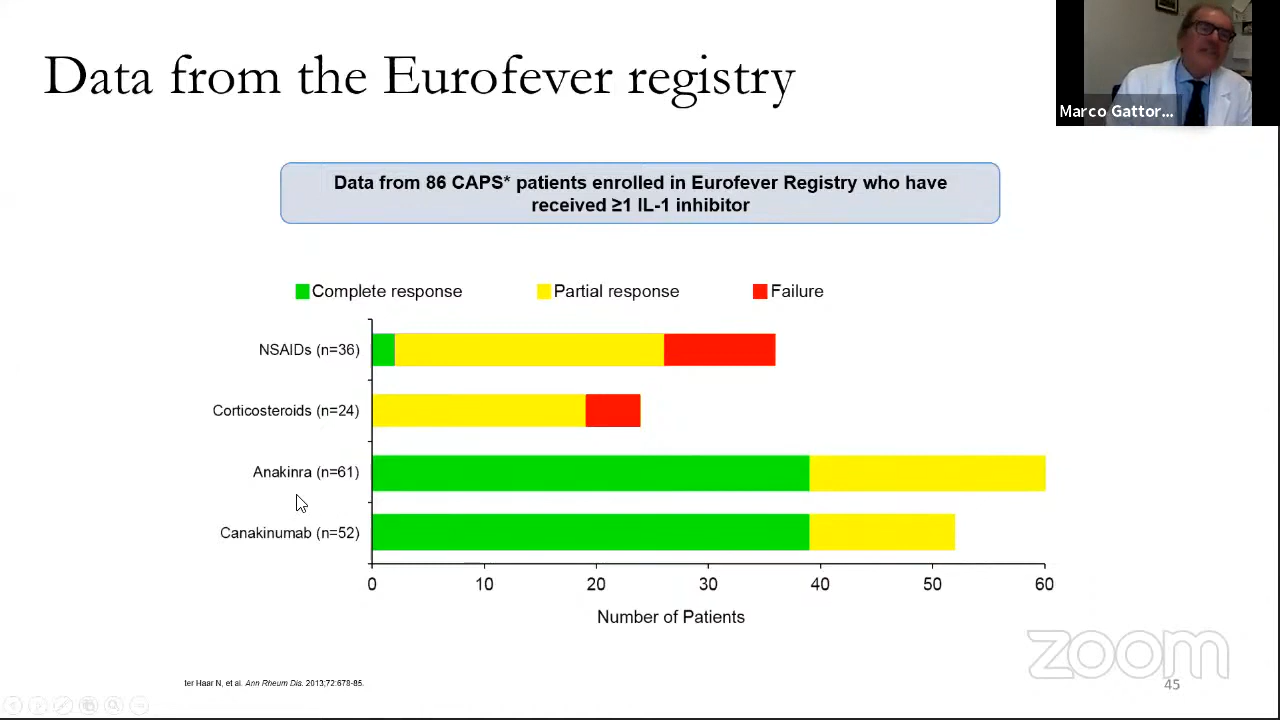 Data from the Eurofever registry
Marco Gattor...
Data from 86 CAPS* patients enrolled in Eurofever Registry who have
received ≥1 IL-1 inhibitor
Complete response
Partial response
Failure
NSAIDs (n=36)
Corticosteroids (n=24)
Anakinra (n=61)
Canakinumab (n=52)
0 10 20 30 40 50 60
Number of Patients
zoom
ter Haar N, et al. Ann Rheum Dis. 2013;72:678-85.
45